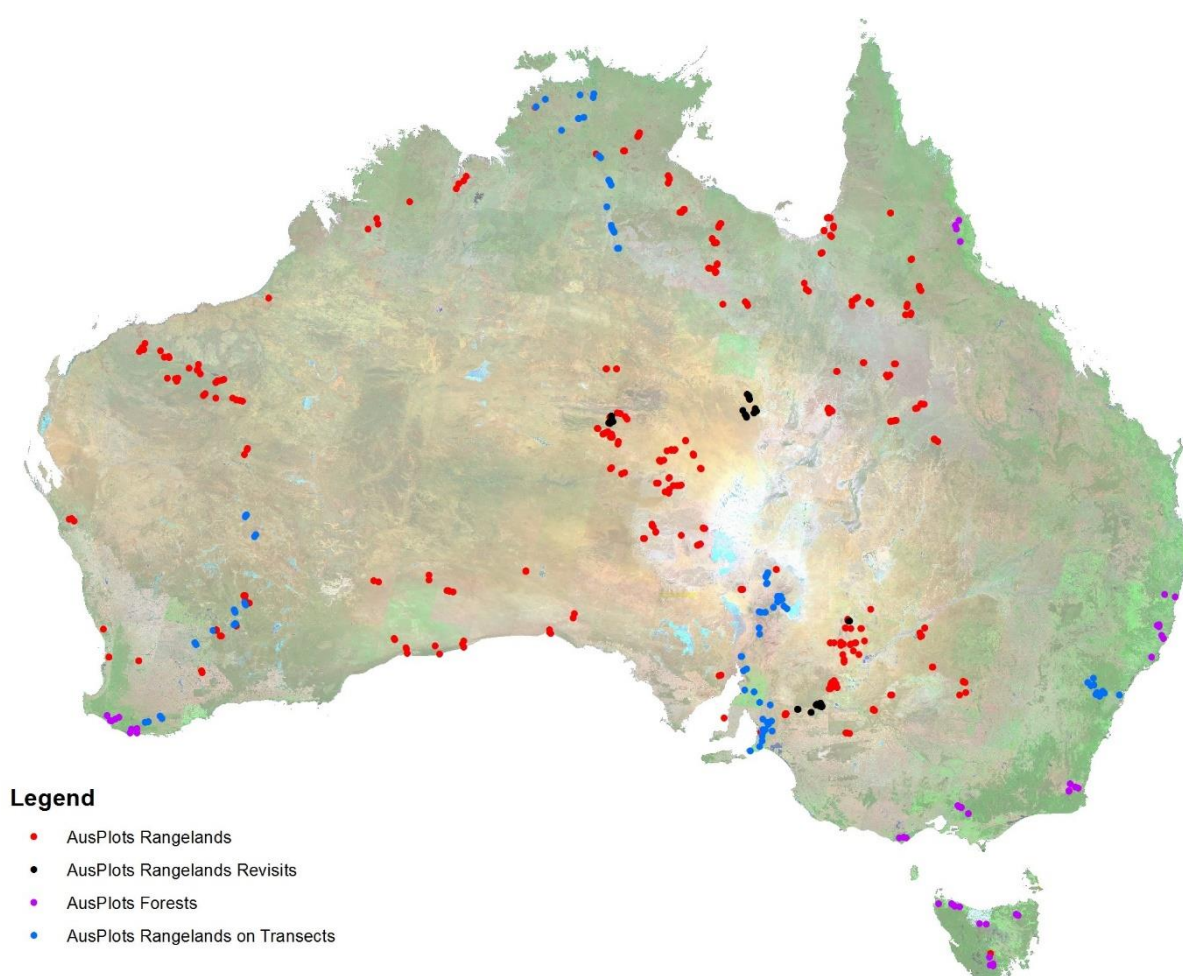 Legend
AusPlots Rangelands
AusPlots Rangelands Revisits
AusPlots Forests
AusPlots Rangelands on Transects